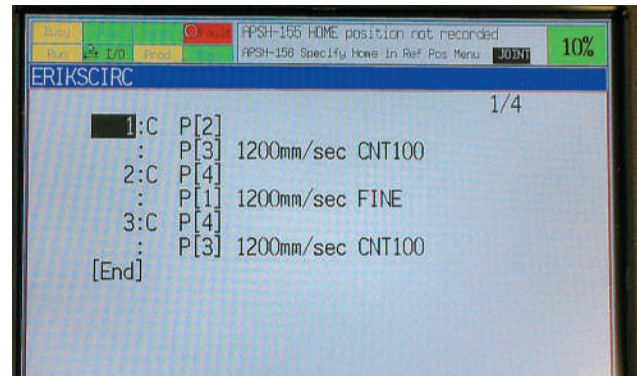 Busy Fault APSH-155 HOME position not recorded
Run I/O Prod APSH-156 Specify Home in Ref Pos Menu JOINT 10%
ERIKSCIRC
1/4
1:C P[2]
: P[3] 1200mm/sec CNT100
2:C P[4]
: P[1] 1200mm/sec FINE
3:C P[4]
: P[3] 1200mm/sec CNT100
[End]